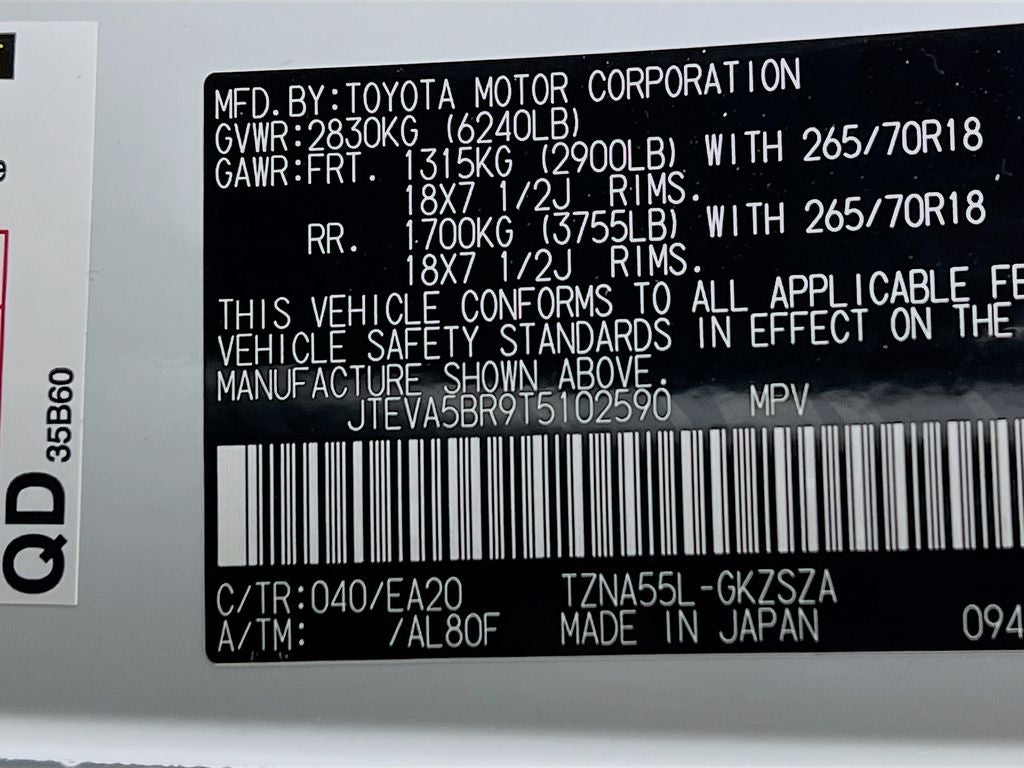 MFD.BY:TOYOTA MOTOR CORPORATION
GVWR:2830KG (6240LB)
GAWR:FRT. 1315KG (2900LB) WITH 265/70R18
18X7 1/2J RIMS.
RR. 1700KG (3755LB) WITH 265/70R18
18X7 1/2J RIMS.
THIS VEHICLE CONFORMS TO ALL APPLICABLE FE
VEHICLE SAFETY STANDARDS IN EFFECT ON THE
MANUFACTURE SHOWN ABOVE.
JTEVA5BR9T5102590 MPV
C/TR:040/EA20 TZNA55L-GKZSZA
A/TM: /AL80F MADE IN JAPAN 094
QD 35B60